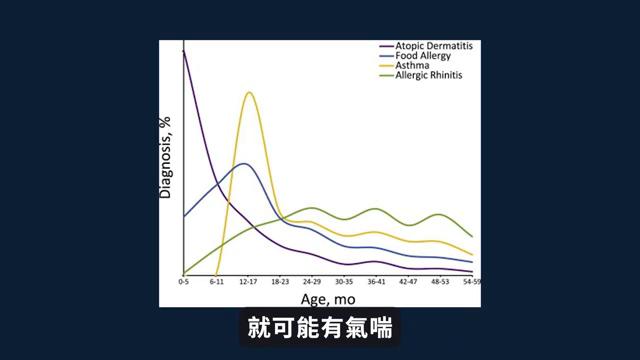 Atopic Dermatitis
Food Allergy
Asthma
Allergic Rhinitis
Diagnosis, %
0-5 6-11 12-17 18-23 24-29 30-35 36-41 42-47 48-53 54-59
Age, mo
就可能有氣喘